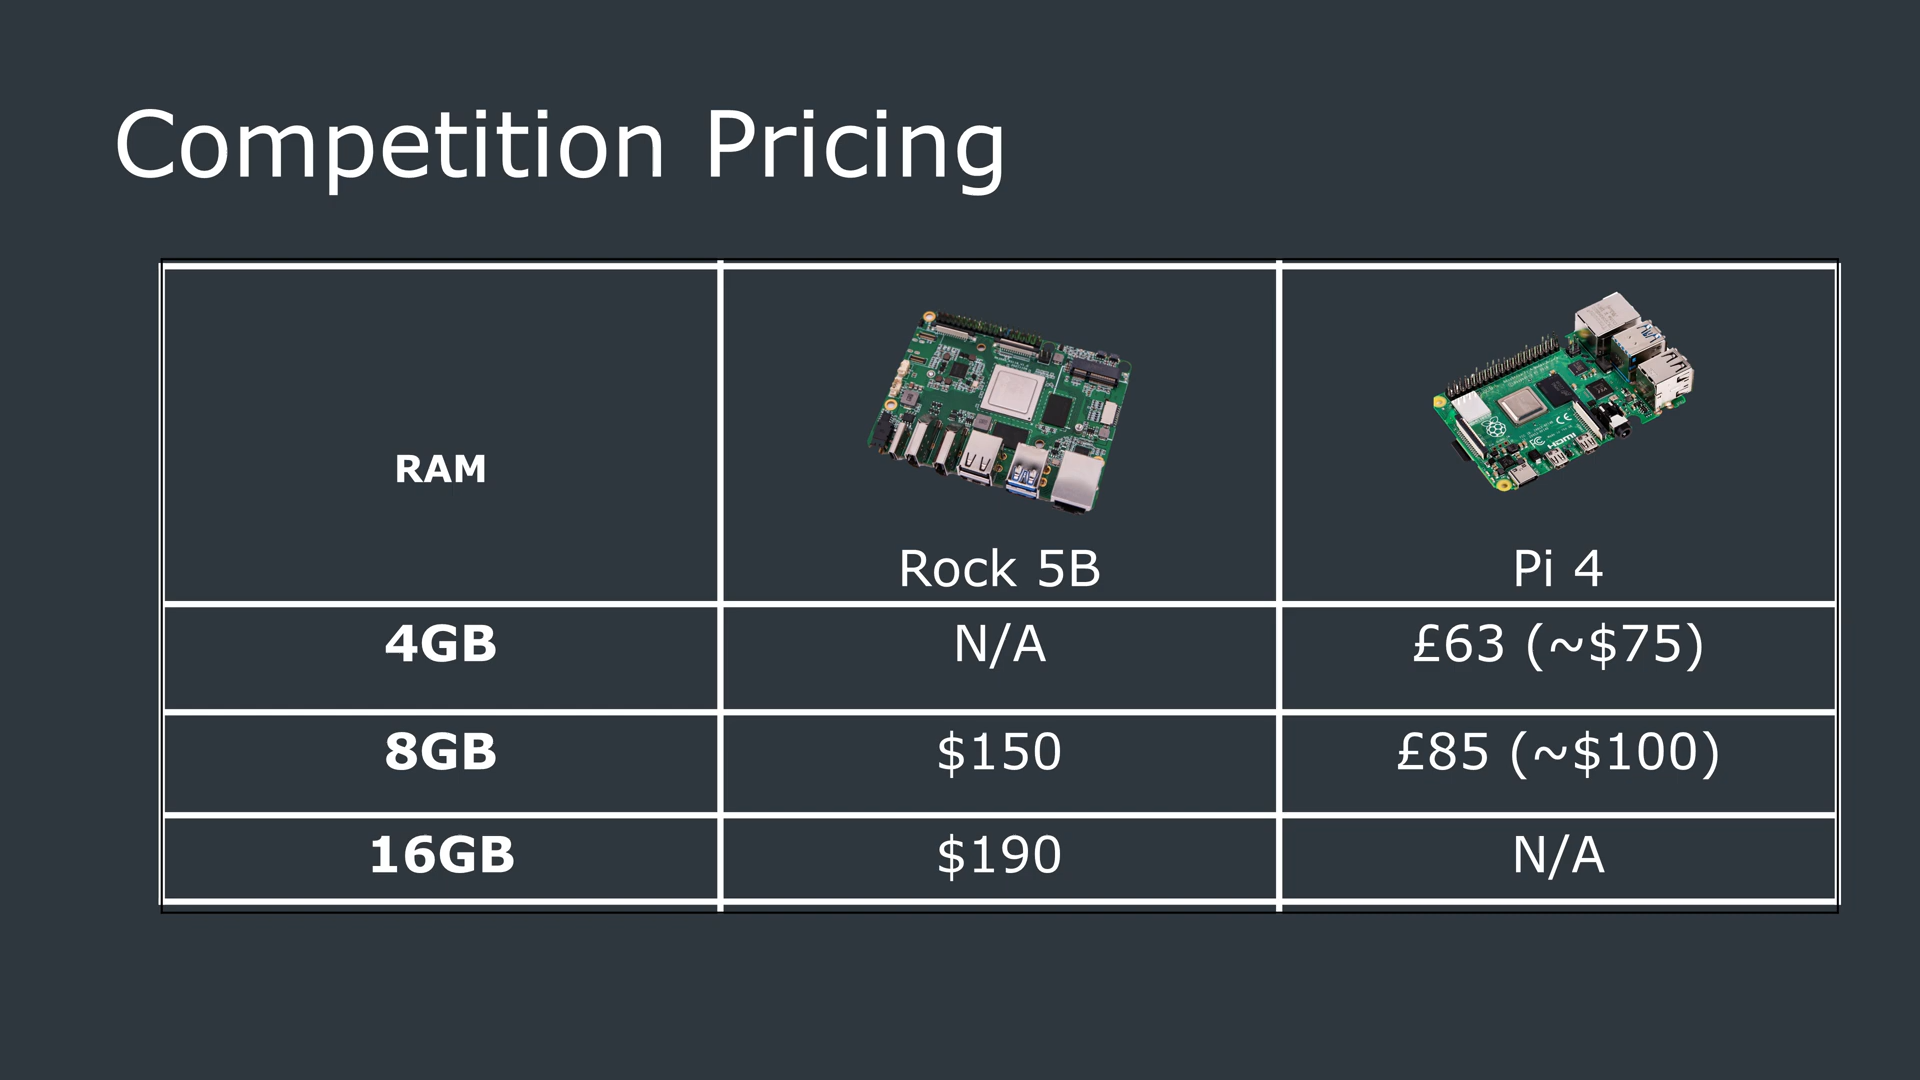 Competition Pricing
RAM
Rock 5B
Pi 4
4GB
N/A
£63 (~$75)
8GB
$150
£85 (~$100)
16GB
$190
N/A